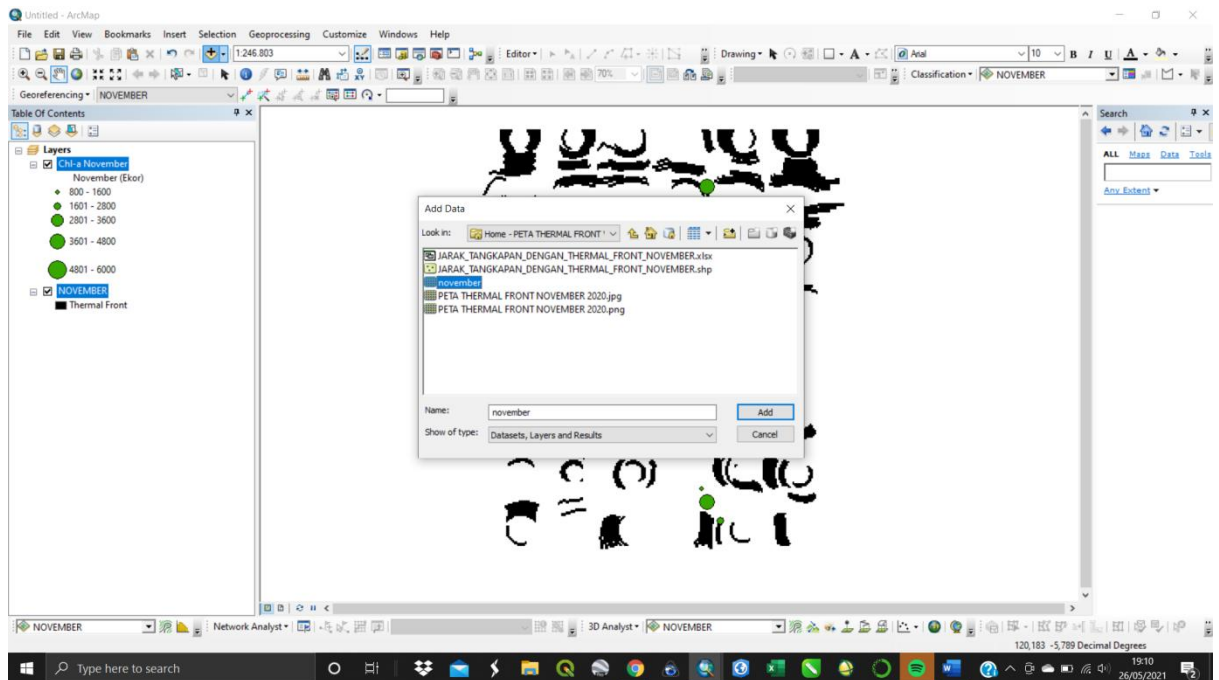 Untitled - ArcMap
File Edit View Bookmarks Insert Selection Geoprocessing Customize Windows Help
1:246.803
Editor
Drawing
A
Arial
10
B I U A
70%
Classification
NOVEMBER
Georeferencing
NOVEMBER
Table Of Contents
Layers
Chl-a November
November (Ekor)
800 - 1600
1601 - 2800
2801 - 3600
3601 - 4800
4801 - 6000
NOVEMBER
Thermal Front
Add Data
Look in:
Home - PETA THERMAL FRONT
JARAK_TANGKAPAN_DENGAN_THERMAL_FRONT_NOVEMBER.xlsx
JARAK_TANGKAPAN_DENGAN_THERMAL_FRONT_NOVEMBER.shp
november
PETA THERMAL FRONT NOVEMBER 2020.jpg
PETA THERMAL FRONT NOVEMBER 2020.png
Name:
november
Add
Show of type:
Datasets, Layers and Results
Cancel
Search
ALL Maps Data Tools
Any Extent
NOVEMBER
Network Analyst
3D Analyst
NOVEMBER
120,183 -5,789 Decimal Degrees
Type here to search
19:10
26/05/2021